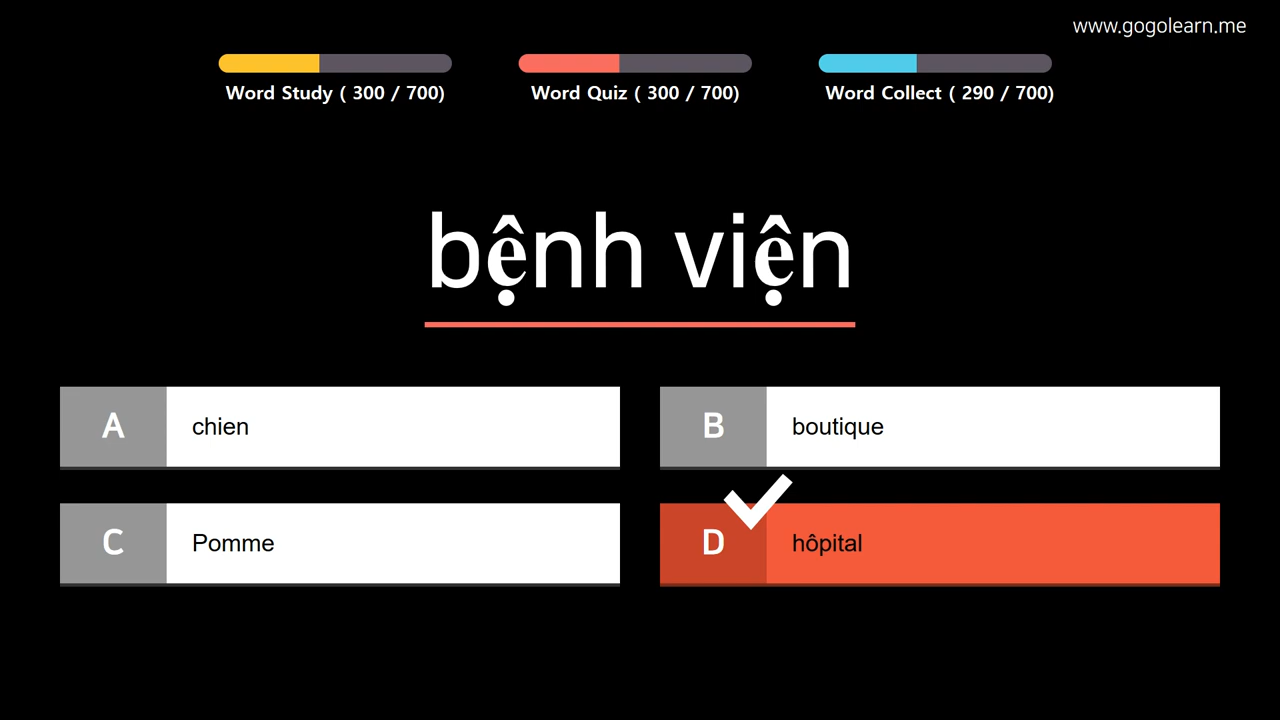 www.gogolearn.me
Word Study ( 300 / 700)
Word Quiz ( 300 / 700)
Word Collect ( 290 / 700)
bệnh viện
A
chien
B
boutique
C
Pomme
D
hôpital